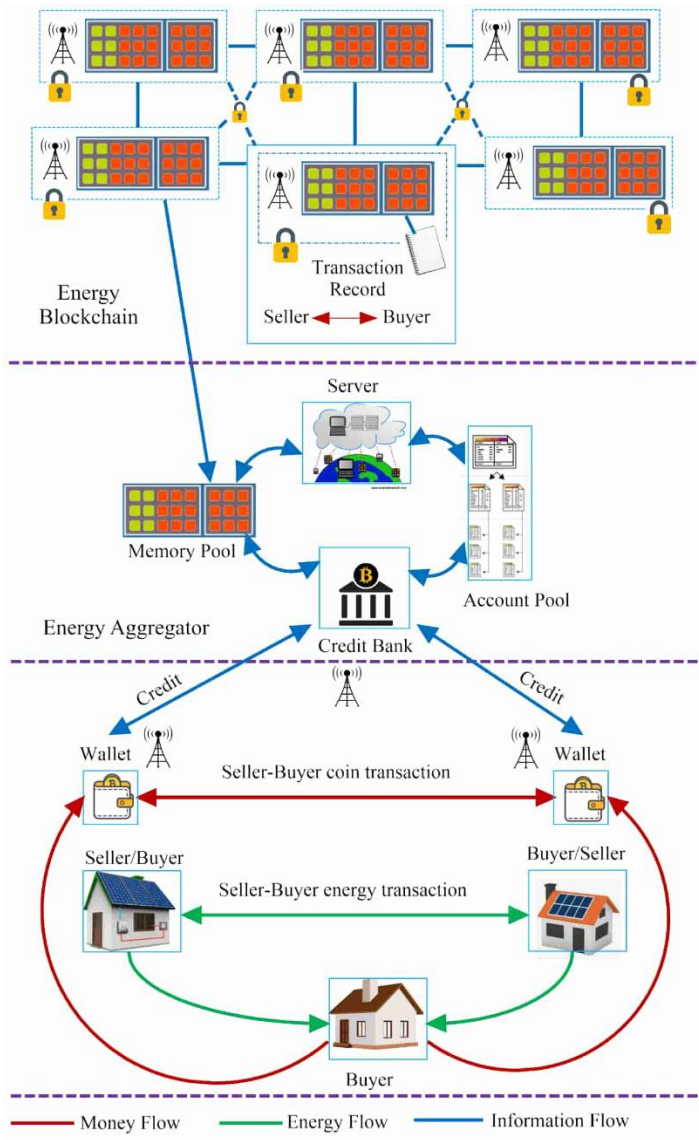 Energy
Blockchain
Transaction
Record
Seller
Buyer
Server
Memory Pool
Account Pool
Energy Aggregator
Credit Bank
Credit
Credit
Wallet
Wallet
Seller-Buyer coin transaction
Seller/Buyer
Buyer/Seller
Seller-Buyer energy transaction
Buyer
Money Flow
Energy Flow
Information Flow